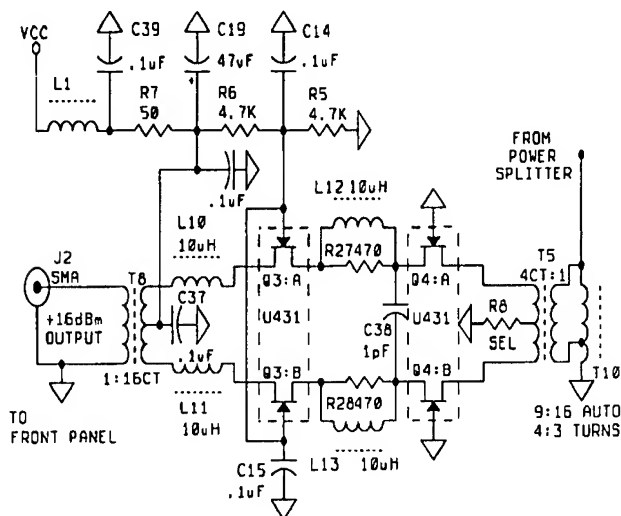 VCC
C39
C19
C14
.1uF
47uF
.1uF
L1
R7
50
R6
4.7K
R5
4.7K
FROM
POWER
SPLITTER
.1uF
L12 10uH
L10
10uH
J2
SMA
T8
R27470
T5
4CT:1
Q3:A
Q4:A
C37
U431
C38
1pF
U431
R8
SEL
+16dBm
OUTPUT
.1uF
Q3:B
Q4:B
1:16CT
T10
R28470
L11
10uH
9:16 AUTO
4:3 TURNS
TO
FRONT PANEL
C15
.1uF
L13 10uH